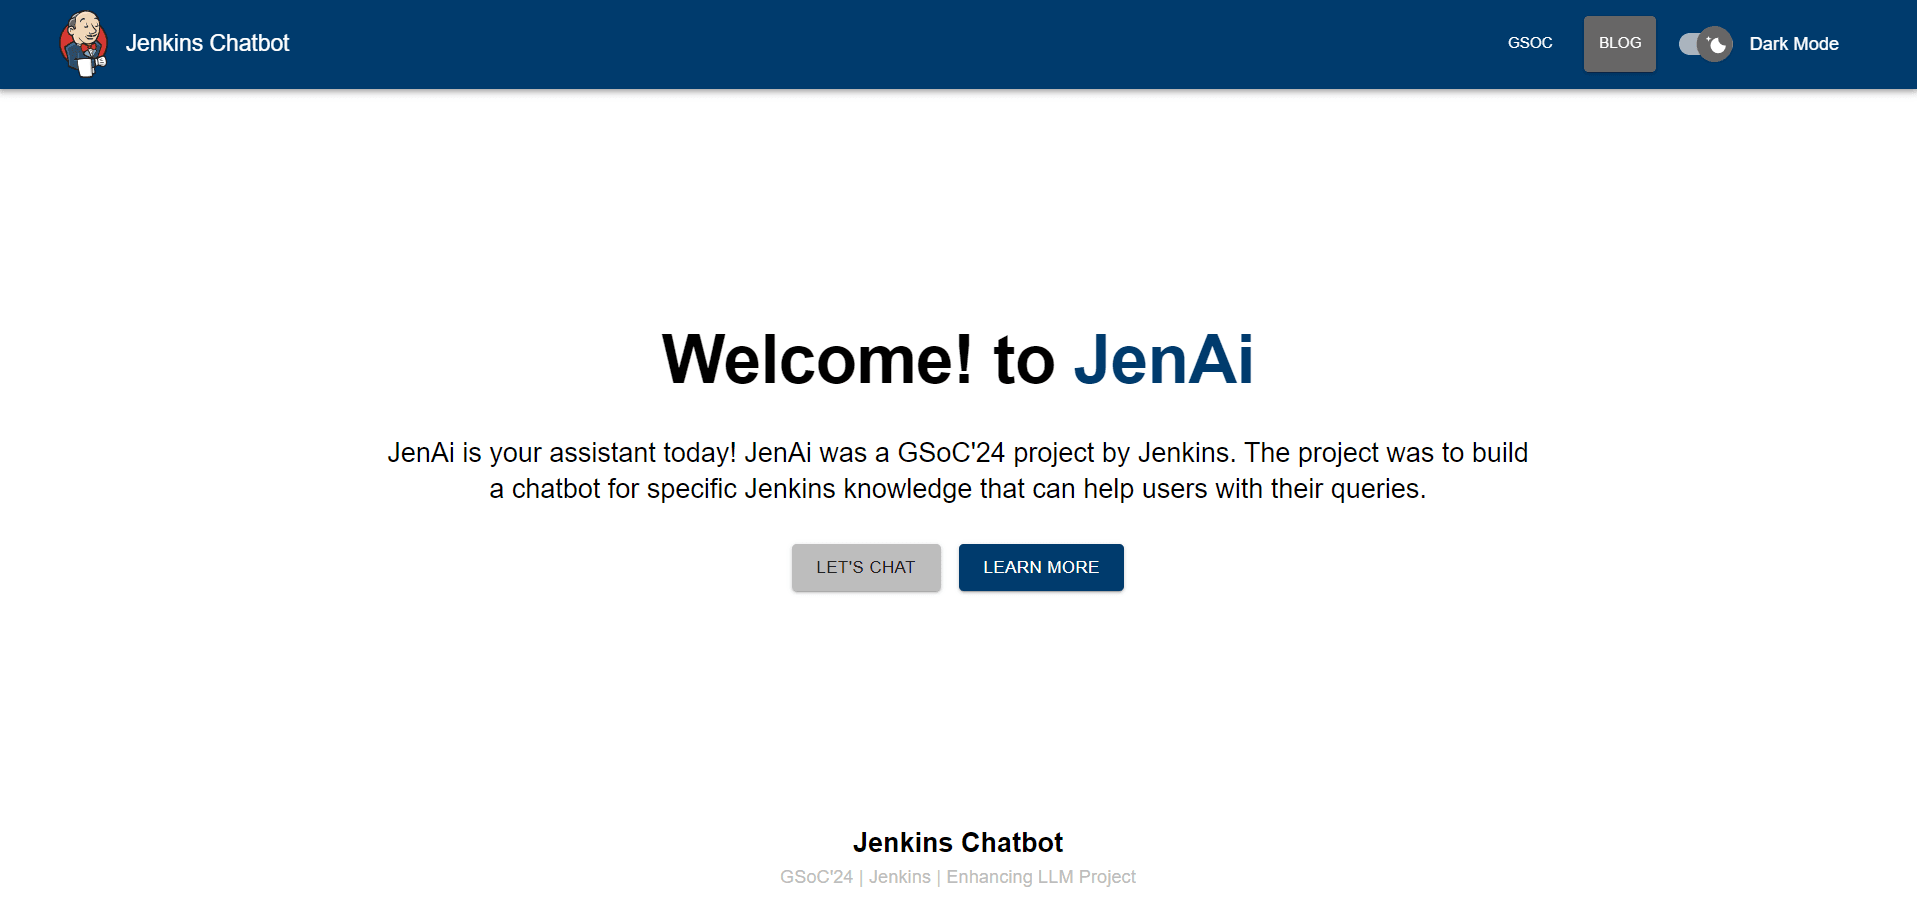 Jenkins Chatbot
GSOC
BLOG
Dark Mode
Welcome! to JenAi
JenAi is your assistant today! JenAi was a GSoC'24 project by Jenkins. The project was to build
a chatbot for specific Jenkins knowledge that can help users with their queries.
LET'S CHAT
LEARN MORE
Jenkins Chatbot
GSoC'24 | Jenkins | Enhancing LLM Project